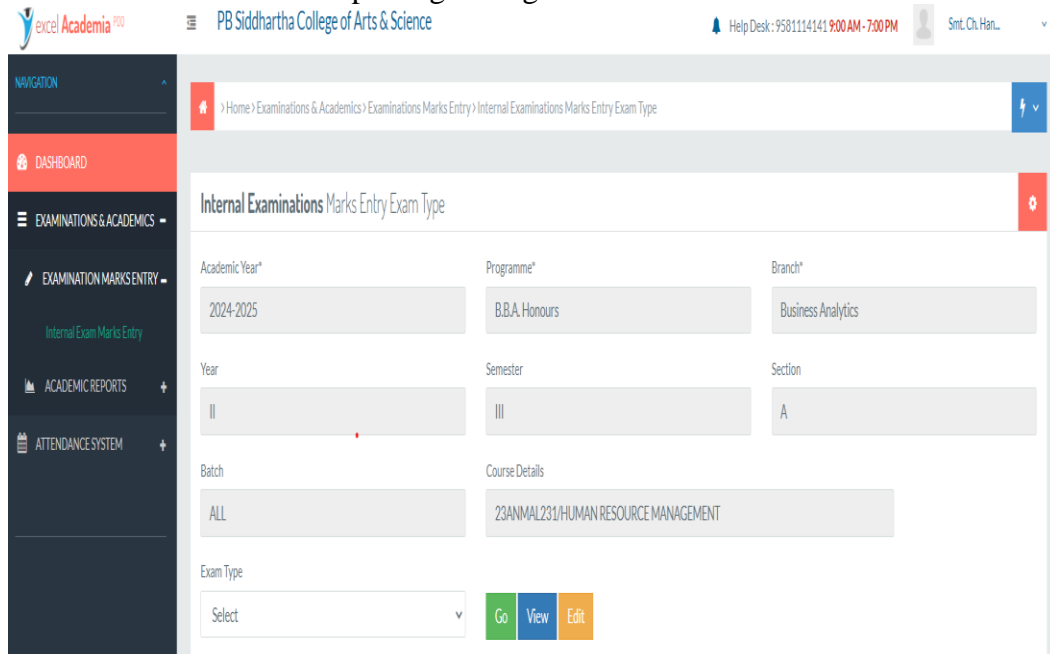 excel Academia PRO
PB Siddhartha College of Arts & Science
Help Desk : 9581114141 9:00 AM - 7:00 PM
Smt. Ch. Han...
NAVIGATION
> Home > Examinations & Academics > Examinations Marks Entry > Internal Examinations Marks Entry Exam Type
DASHBOARD
EXAMINATIONS & ACADEMICS
EXAMINATION MARKS ENTRY
Internal Exam Marks Entry
ACADEMIC REPORTS
ATTENDANCE SYSTEM
Internal Examinations Marks Entry Exam Type
Academic Year* Programme* Branch*
2024-2025 B.B.A. Honours Business Analytics
Year Semester Section
II III A
Batch Course Details
ALL 23ANMAL231/HUMAN RESOURCE MANAGEMENT
Exam Type
Select Go View Edit